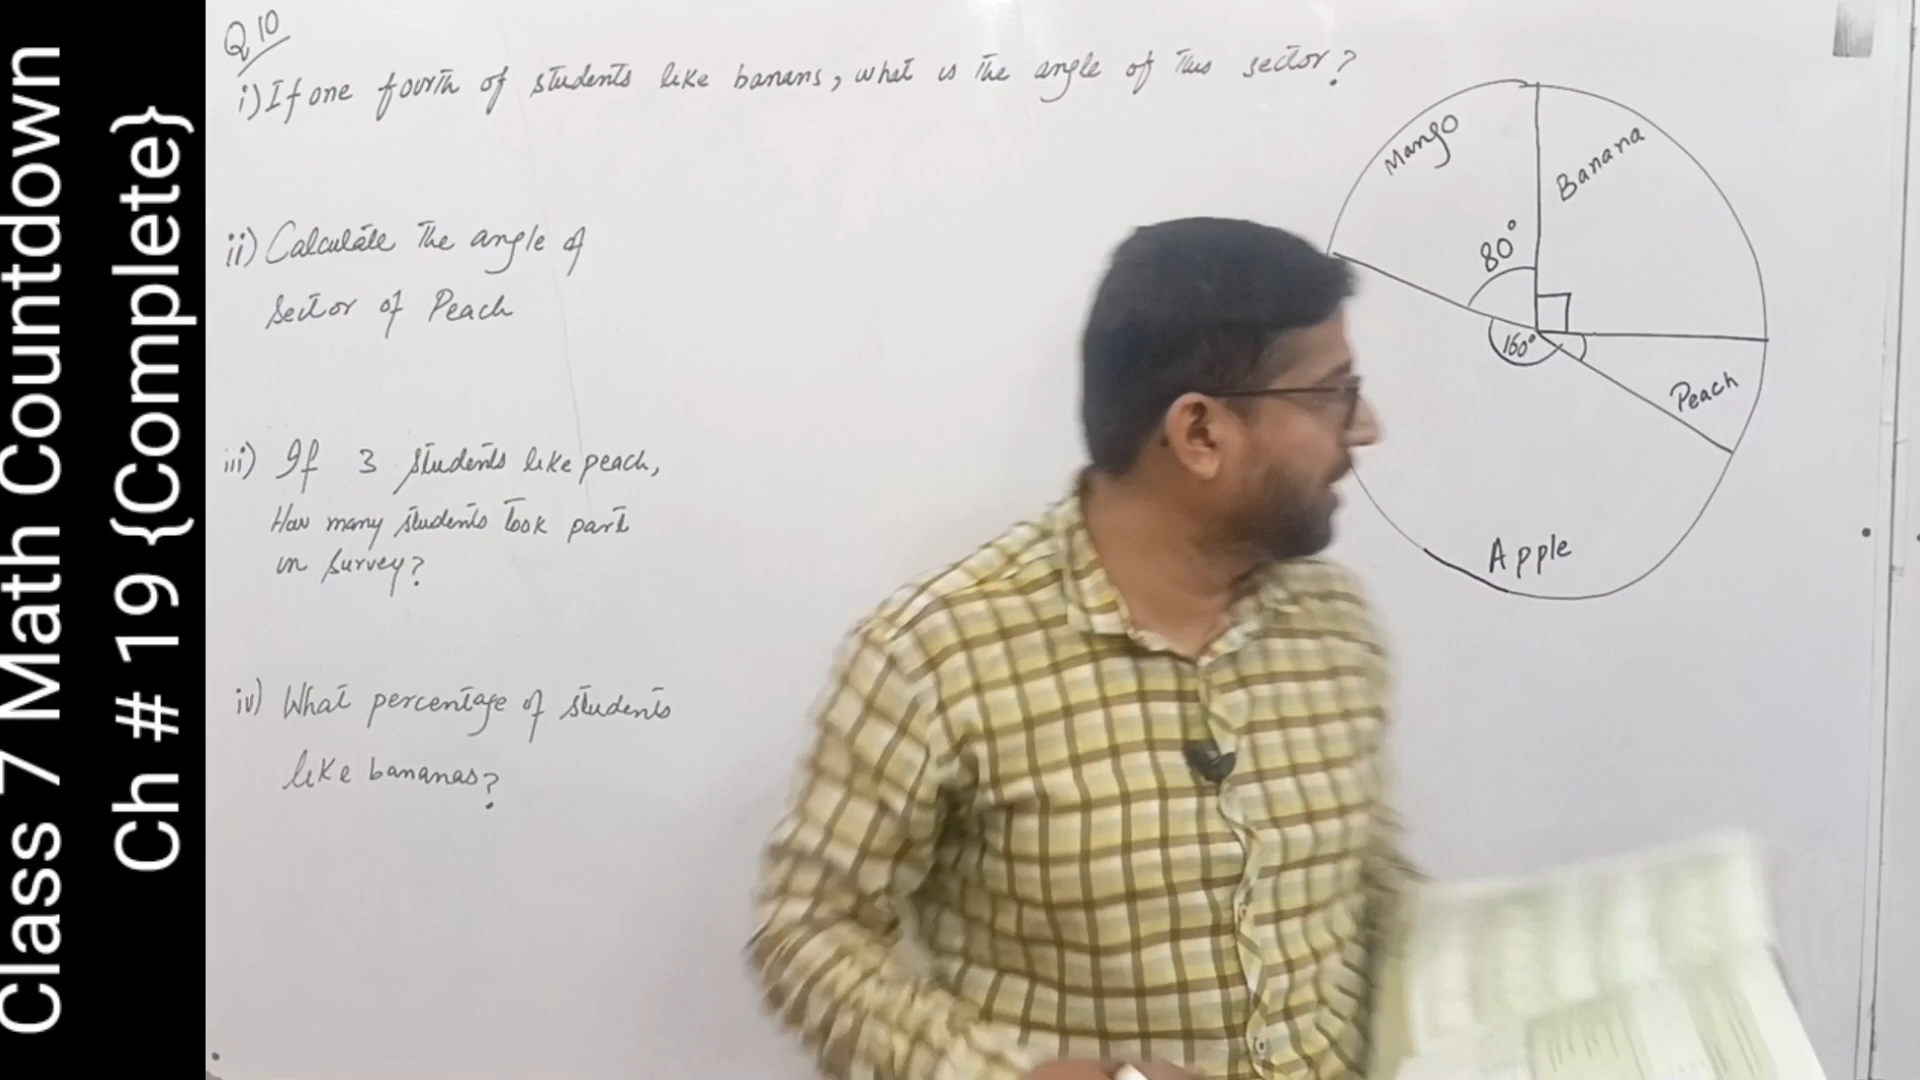 Class 7 Math Countdown
Ch # 19 {Complete}
Q10
i) If one fourth of students like banans, what is the angle of this sector?
ii) Calculate the angle of
sector of Peach
iii) If 3 students like peach,
How many students took part
in survey?
iv) What percentage of students
like bananas?
Mango
Banana
80°
160°
Peach
Apple